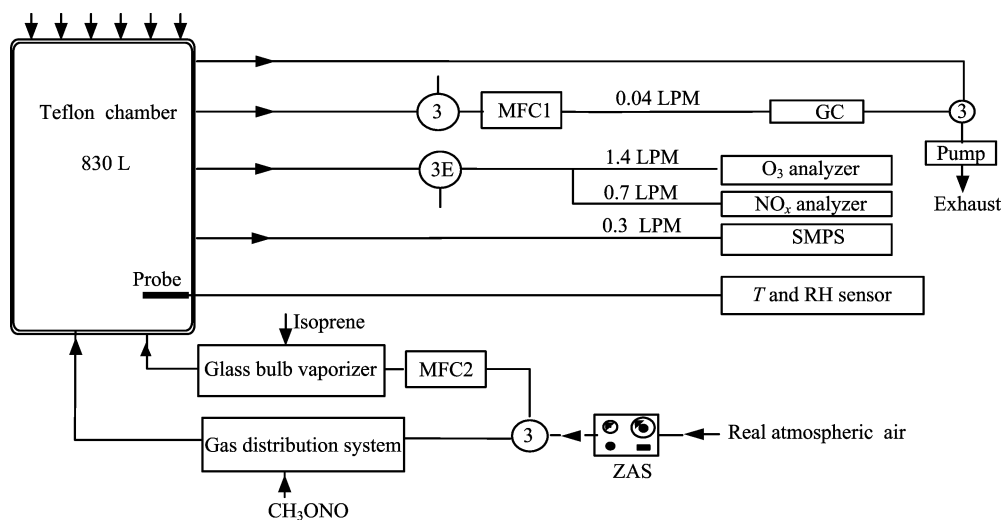 Teflon chamber
830 L
3
MFC1
0.04 LPM
GC
3
Pump
Exhaust
3E
1.4 LPM
O₃ analyzer
0.7 LPM
NOₓ analyzer
0.3 LPM
SMPS
Probe
T and RH sensor
Isoprene
Glass bulb vaporizer
MFC2
Gas distribution system
3
Real atmospheric air
ZAS
CH₃ONO